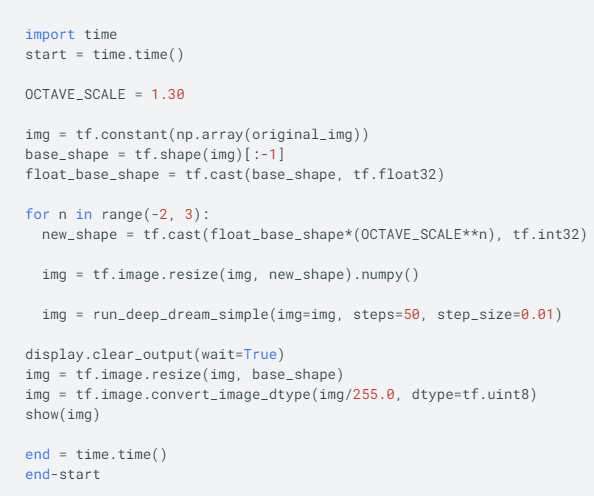 import time
start = time.time()
OCTAVE_SCALE = 1.30
img = tf.constant(np.array(original_img))
base_shape = tf.shape(img)[:-1]
float_base_shape = tf.cast(base_shape, tf.float32)
for n in range(-2, 3):
  new_shape = tf.cast(float_base_shape*(OCTAVE_SCALE**n), tf.int32)
  img = tf.image.resize(img, new_shape).numpy()
  img = run_deep_dream_simple(img=img, steps=50, step_size=0.01)
display.clear_output(wait=True)
img = tf.image.resize(img, base_shape)
img = tf.image.convert_image_dtype(img/255.0, dtype=tf.uint8)
show(img)
end = time.time()
end-start